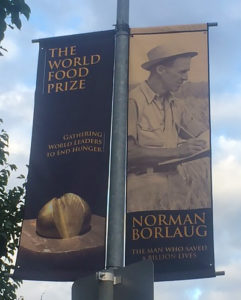 THE
WORLD
FOOD
PRIZE
GATHERING
WORLD LEADERS
TO END HUNGER
NORMAN
BORLAUG
THE MAN WHO SAVED
A BILLION LIVES